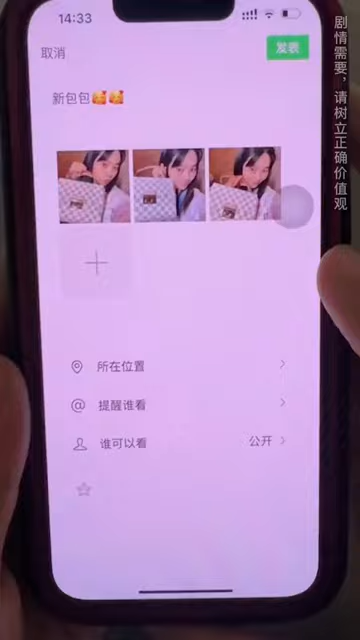 14:33
取消
发表
新包包🥰🥰
所在位置
@ 提醒谁看
谁可以看 公开
剧情需要，请树立正确价值观